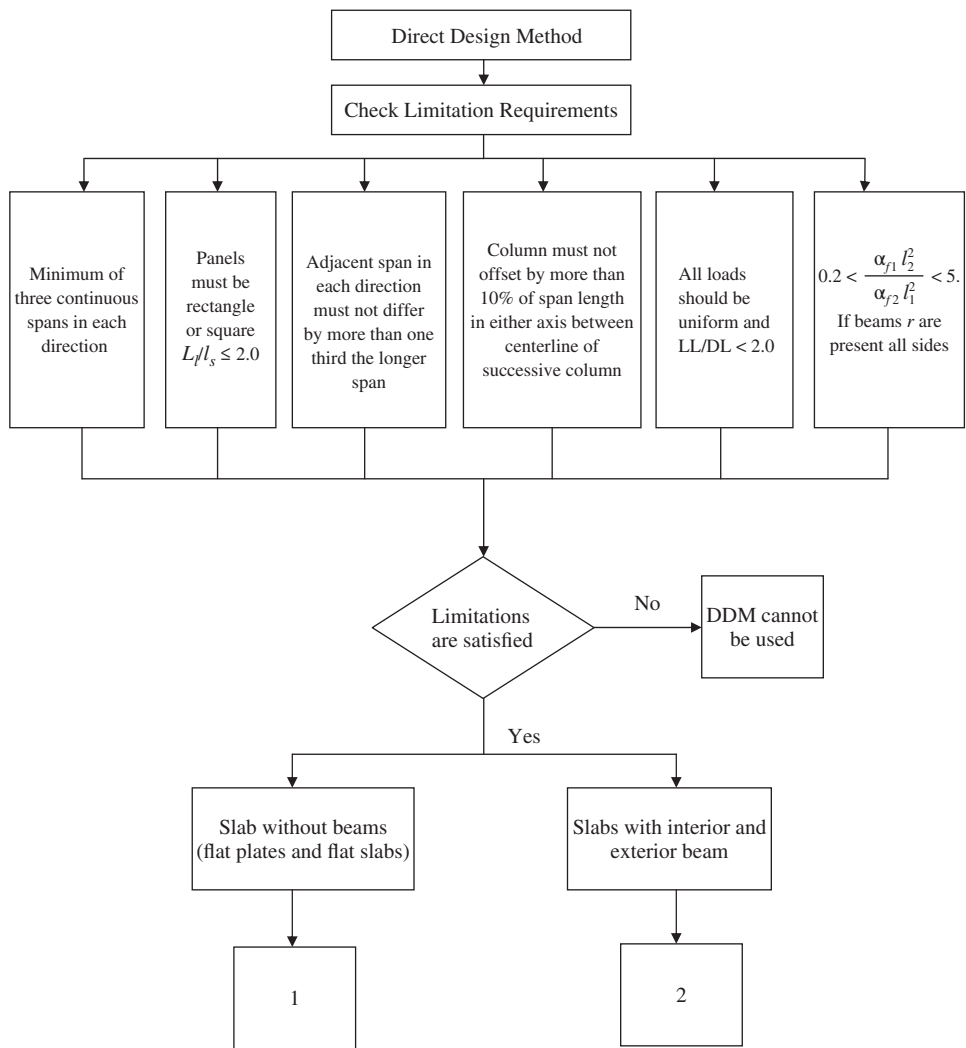 Direct Design Method
Check Limitation Requirements
Minimum of
three continuous
spans in each
direction
Panels
must be
rectangle
or square
L_l/l_s ≤ 2.0
Adjacent span in
each direction
must not differ
by more than one
third the longer
span
Column must not
offset by more than
10% of span length
in either axis between
centerline of
successive column
All loads
should be
uniform and
LL/DL < 2.0
0.2 < α_{f1} l_2^2 / α_{f2} l_1^2 < 5.
If beams r are
present all sides
Limitations
are satisfied
No
DDM cannot
be used
Yes
Slab without beams
(flat plates and flat slabs)
Slabs with interior and
exterior beam
1
2